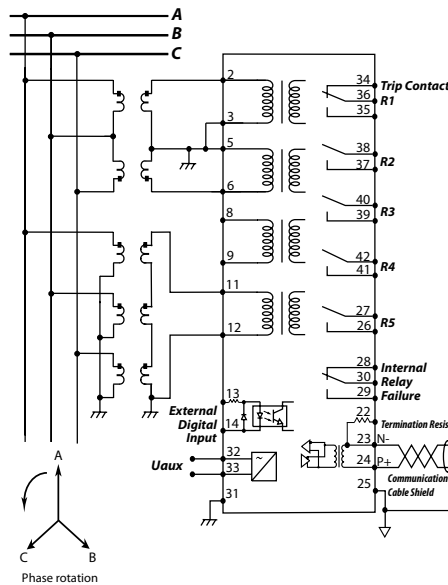 A
B
C
2
34
Trip Contact
36
R1
35
3
5
38
R2
37
6
40
R3
39
8
42
R4
41
9
11
27
R5
26
12
28
Internal
30
Relay
29
Failure
13
External
Digital
Input
14
22
Termination Resis
23
N-
24
P+
Communication
Cable Shield
25
Uaux
32
33
~
31
A
C
B
Phase rotation